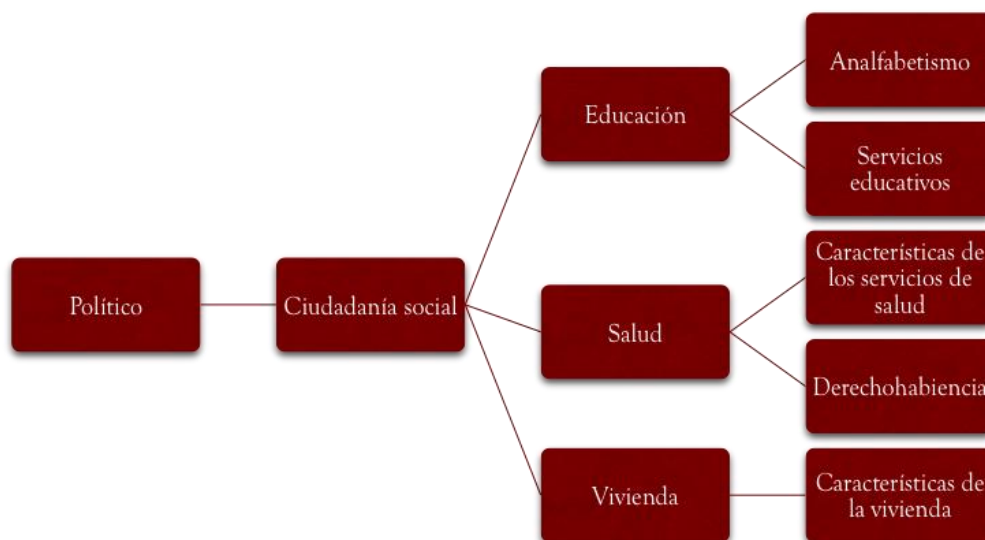 Analfabetismo
Educación
Servicios
educativos
Político
Ciudadanía social
Características de
los servicios de
salud
Salud
Derechohabiencia
Vivienda
Características de
la vivienda